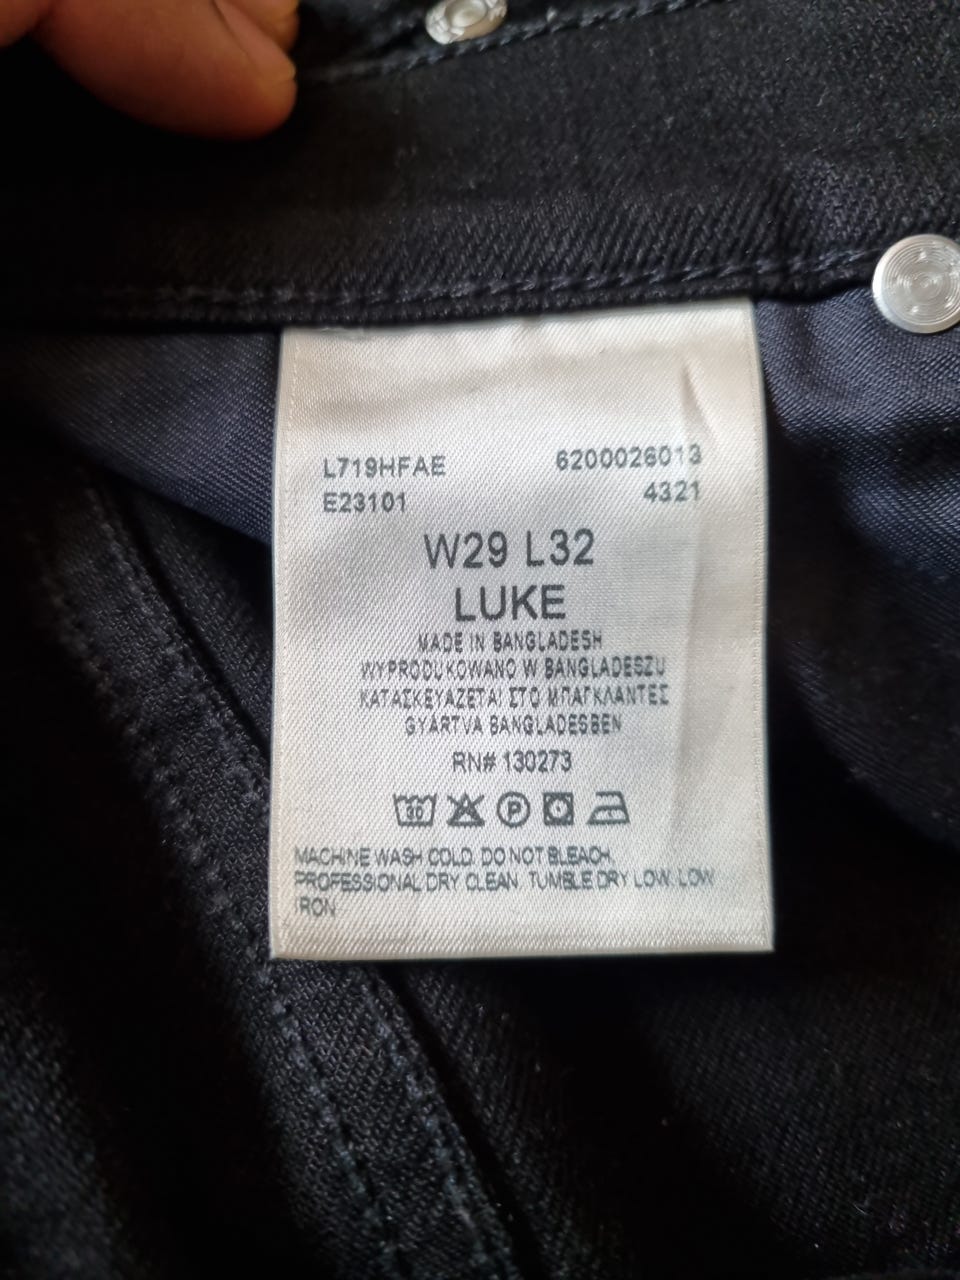 L719HFAE 6200026013
E23101 4321
W29 L32
LUKE
MADE IN BANGLADESH
WYPRODUKOWANO W BANGLADESZU
ΚΑΤΑΣΚΕΥΑΖΕΤΑΙ ΣΤΟ ΜΠΑΓΚΛΑΝΤΕΣ
GYÁRTVA BANGLADESBEN
RN# 130273
30 P
MACHINE WASH COLD. DO NOT BLEACH.
PROFESSIONAL DRY CLEAN. TUMBLE DRY LOW. LOW
IRON